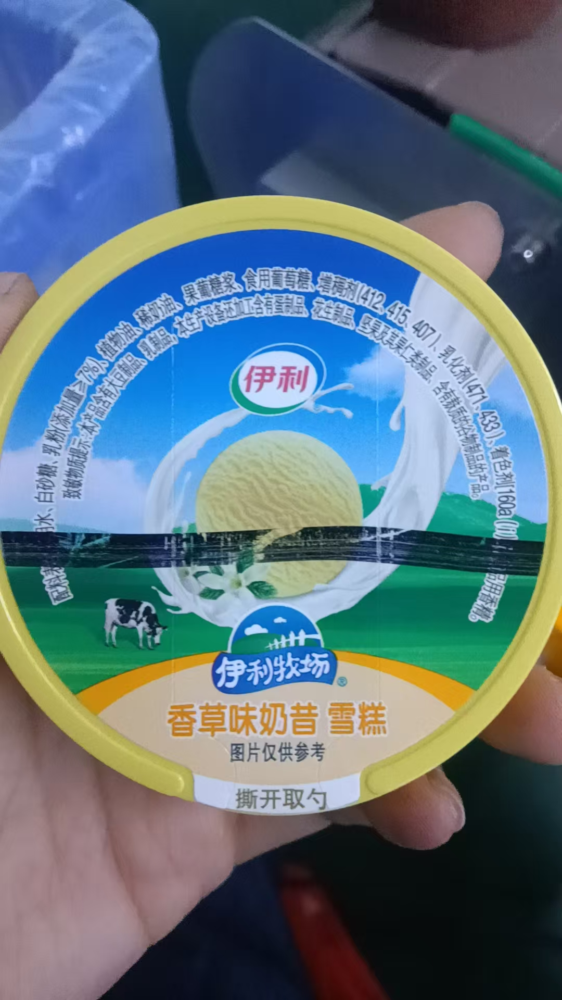 配料表
用水、白砂糖、乳粉(添加量≥7%)、植物油、稀奶油、果葡糖浆、食用葡萄糖、增稠剂(412、415、407)、乳化剂(471、433)、着色剂(160a(ii)
食用香精。
致敏物质提示:本产品含有大豆制品、乳制品,本生产设备还加工含有蛋制品、花生制品、坚果及其果仁类制品、含有麸质的谷物制品的产品。
伊利
伊利牧场®
香草味奶昔 雪糕
图片仅供参考
撕开取勺